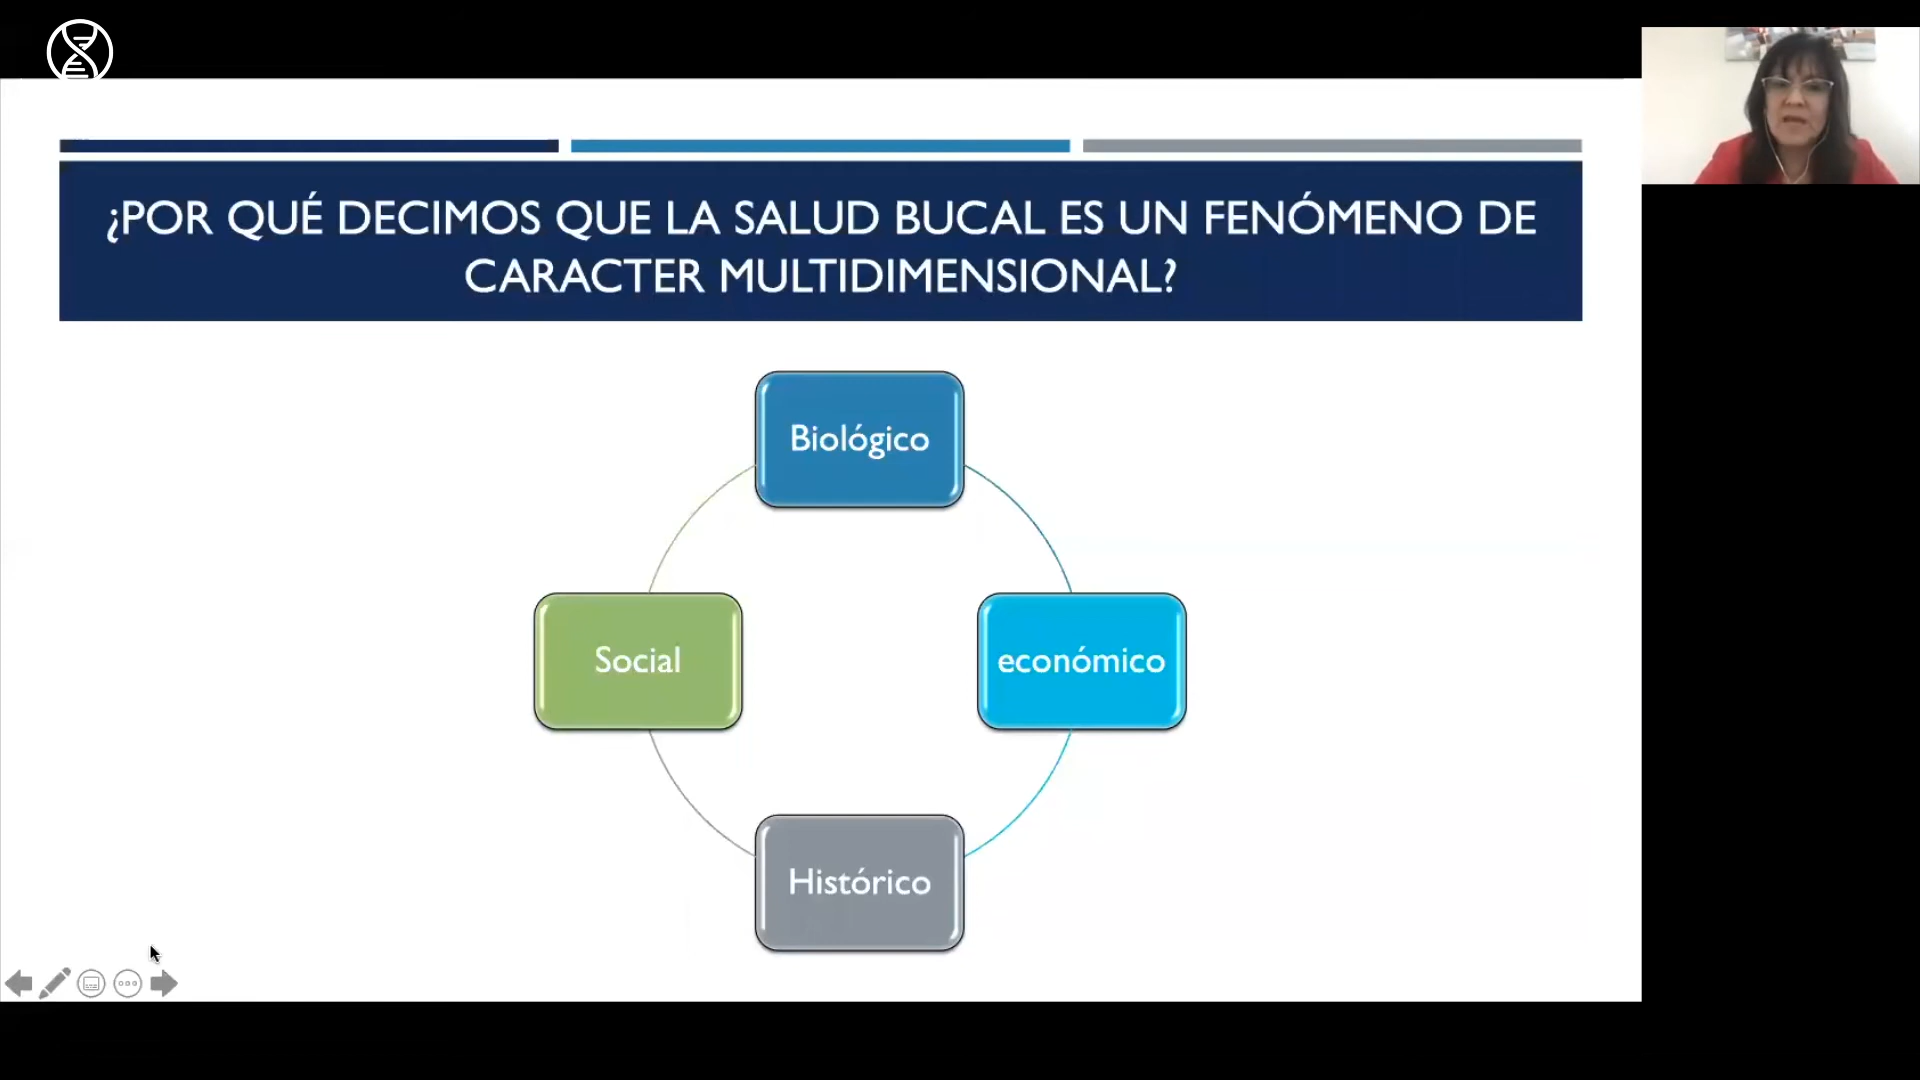 ¿POR QUÉ DECIMOS QUE LA SALUD BUCAL ES UN FENÓMENO DE
CARACTER MULTIDIMENSIONAL?
Biológico
Social
económico
Histórico